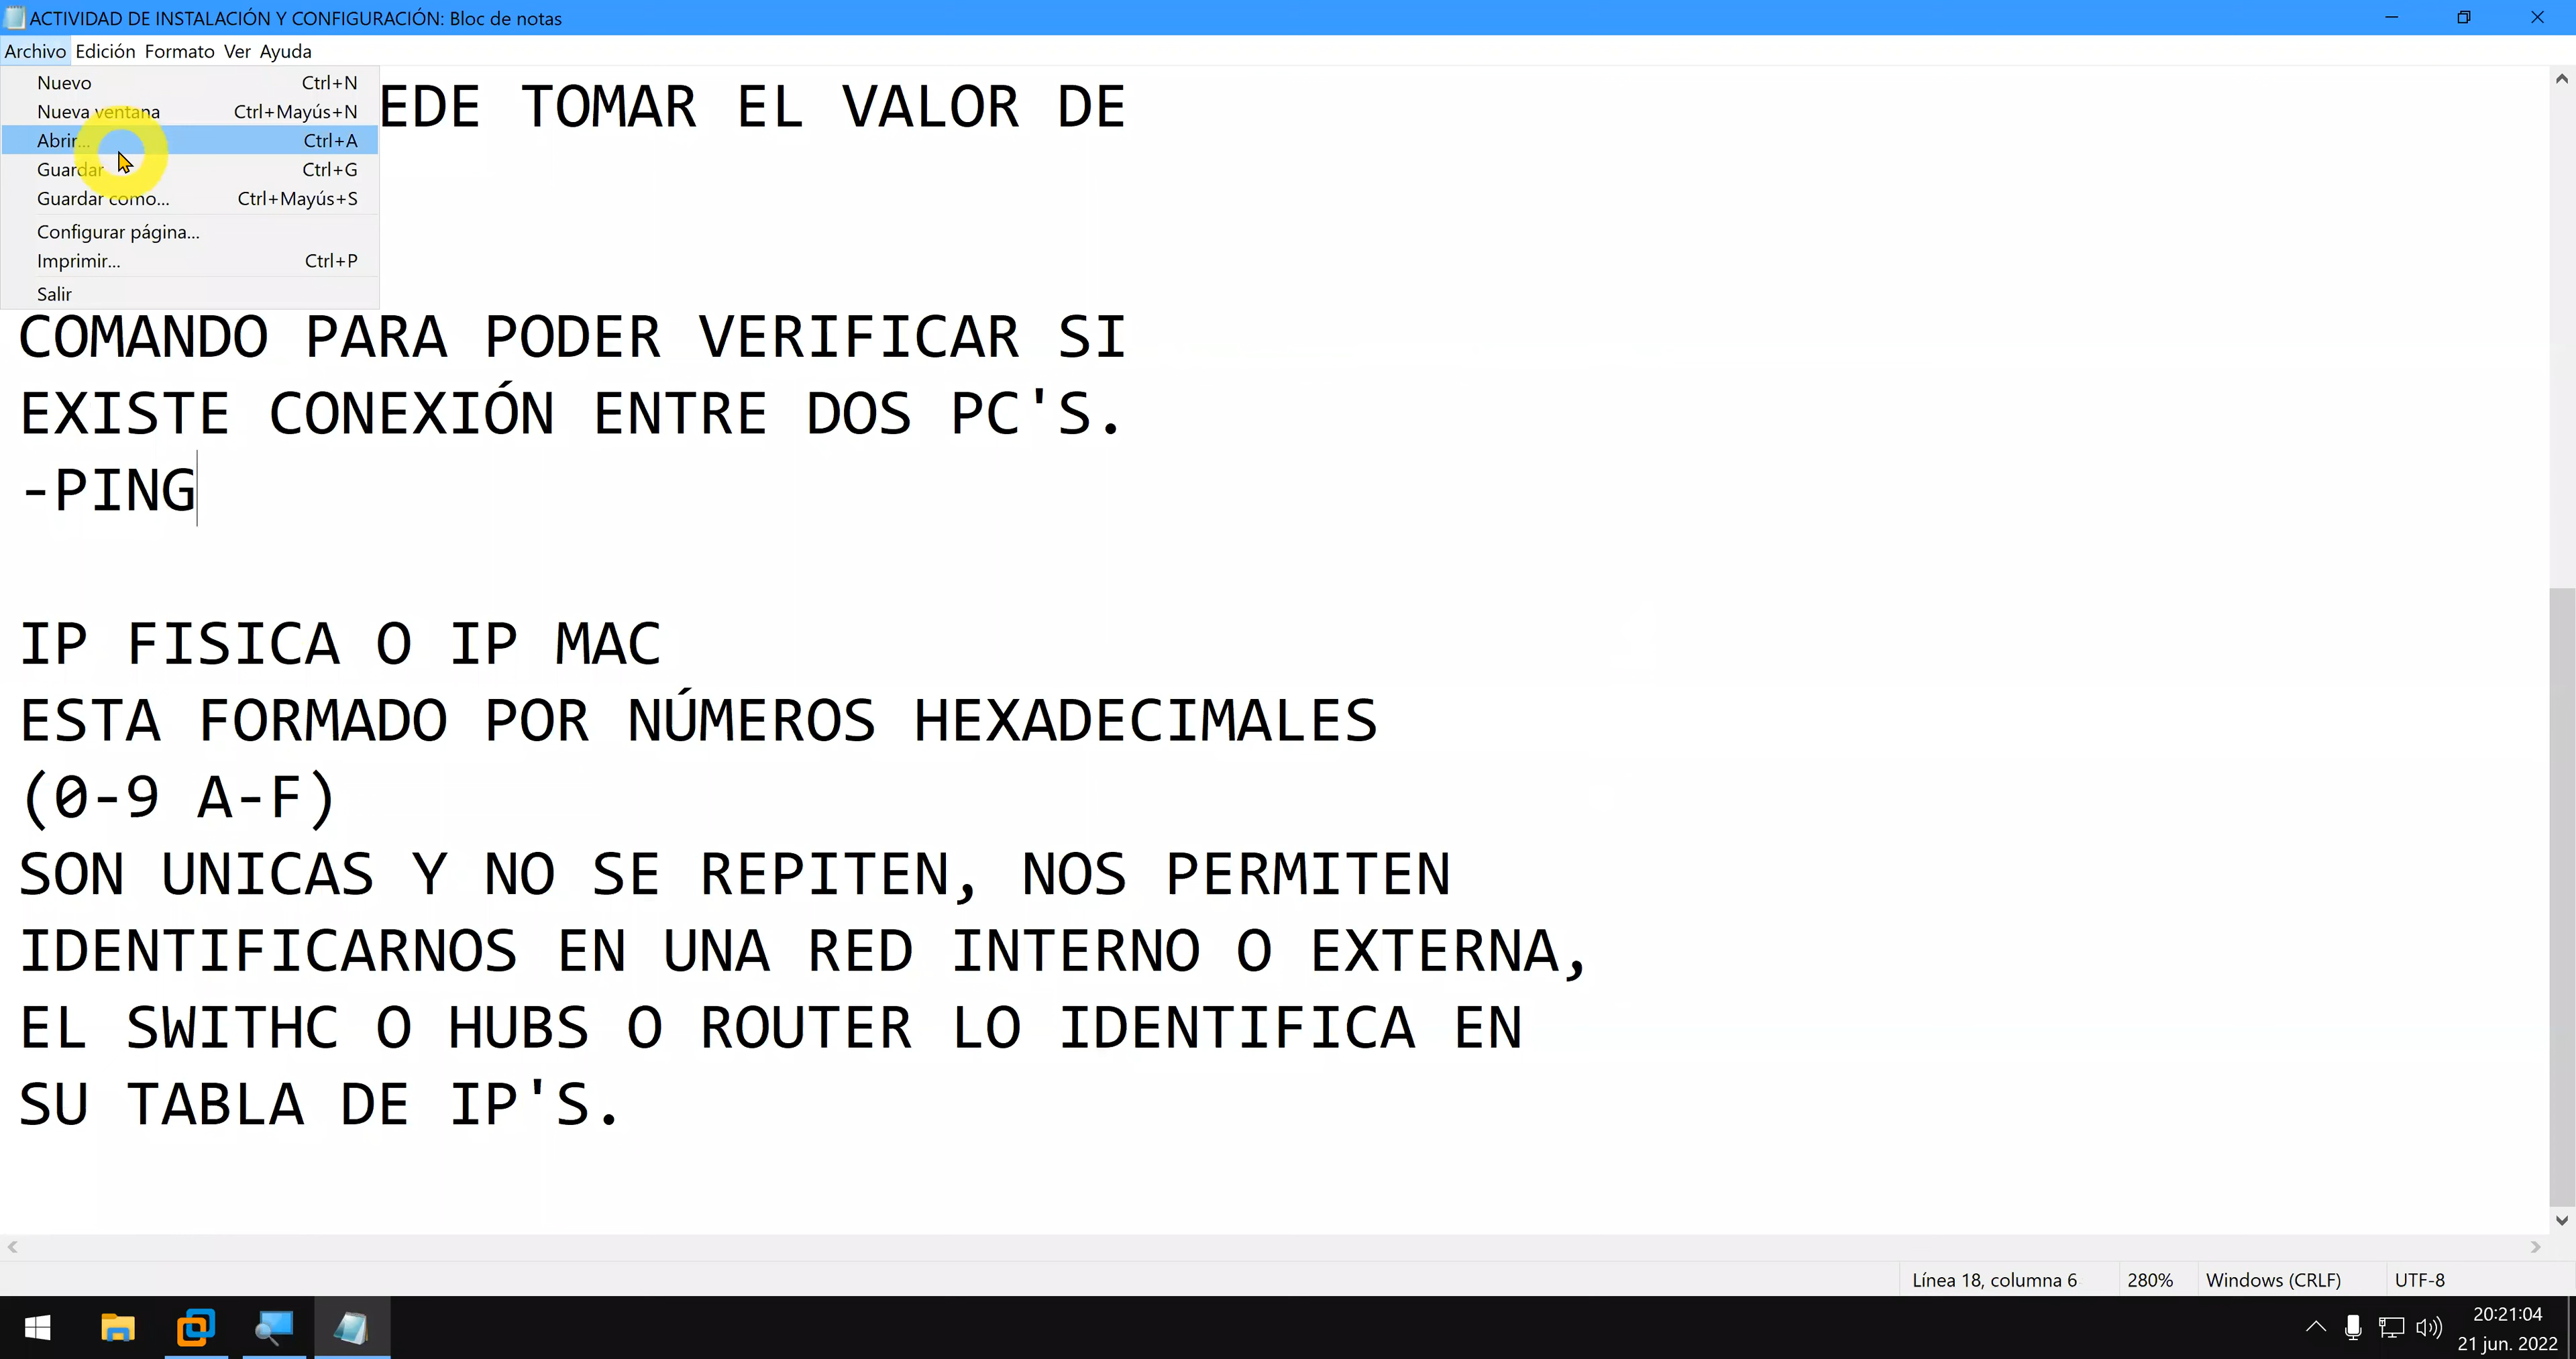 ACTIVIDAD DE INSTALACIÓN Y CONFIGURACIÓN: Bloc de notas
Archivo Edición Formato Ver Ayuda
Nuevo Ctrl+N
Nueva ventana Ctrl+Mayús+N
Abrir... Ctrl+A
Guardar Ctrl+G
Guardar como... Ctrl+Mayús+S
Configurar página...
Imprimir... Ctrl+P
Salir
EDE TOMAR EL VALOR DE
COMANDO PARA PODER VERIFICAR SI
EXISTE CONEXIÓN ENTRE DOS PC'S.
-PING
IP FISICA O IP MAC
ESTA FORMADO POR NÚMEROS HEXADECIMALES
(0-9 A-F)
SON UNICAS Y NO SE REPITEN, NOS PERMITEN
IDENTIFICARNOS EN UNA RED INTERNO O EXTERNA,
EL SWITHC O HUBS O ROUTER LO IDENTIFICA EN
SU TABLA DE IP'S.
Línea 18, columna 6 280% Windows (CRLF) UTF-8
20:21:04
21 jun. 2022